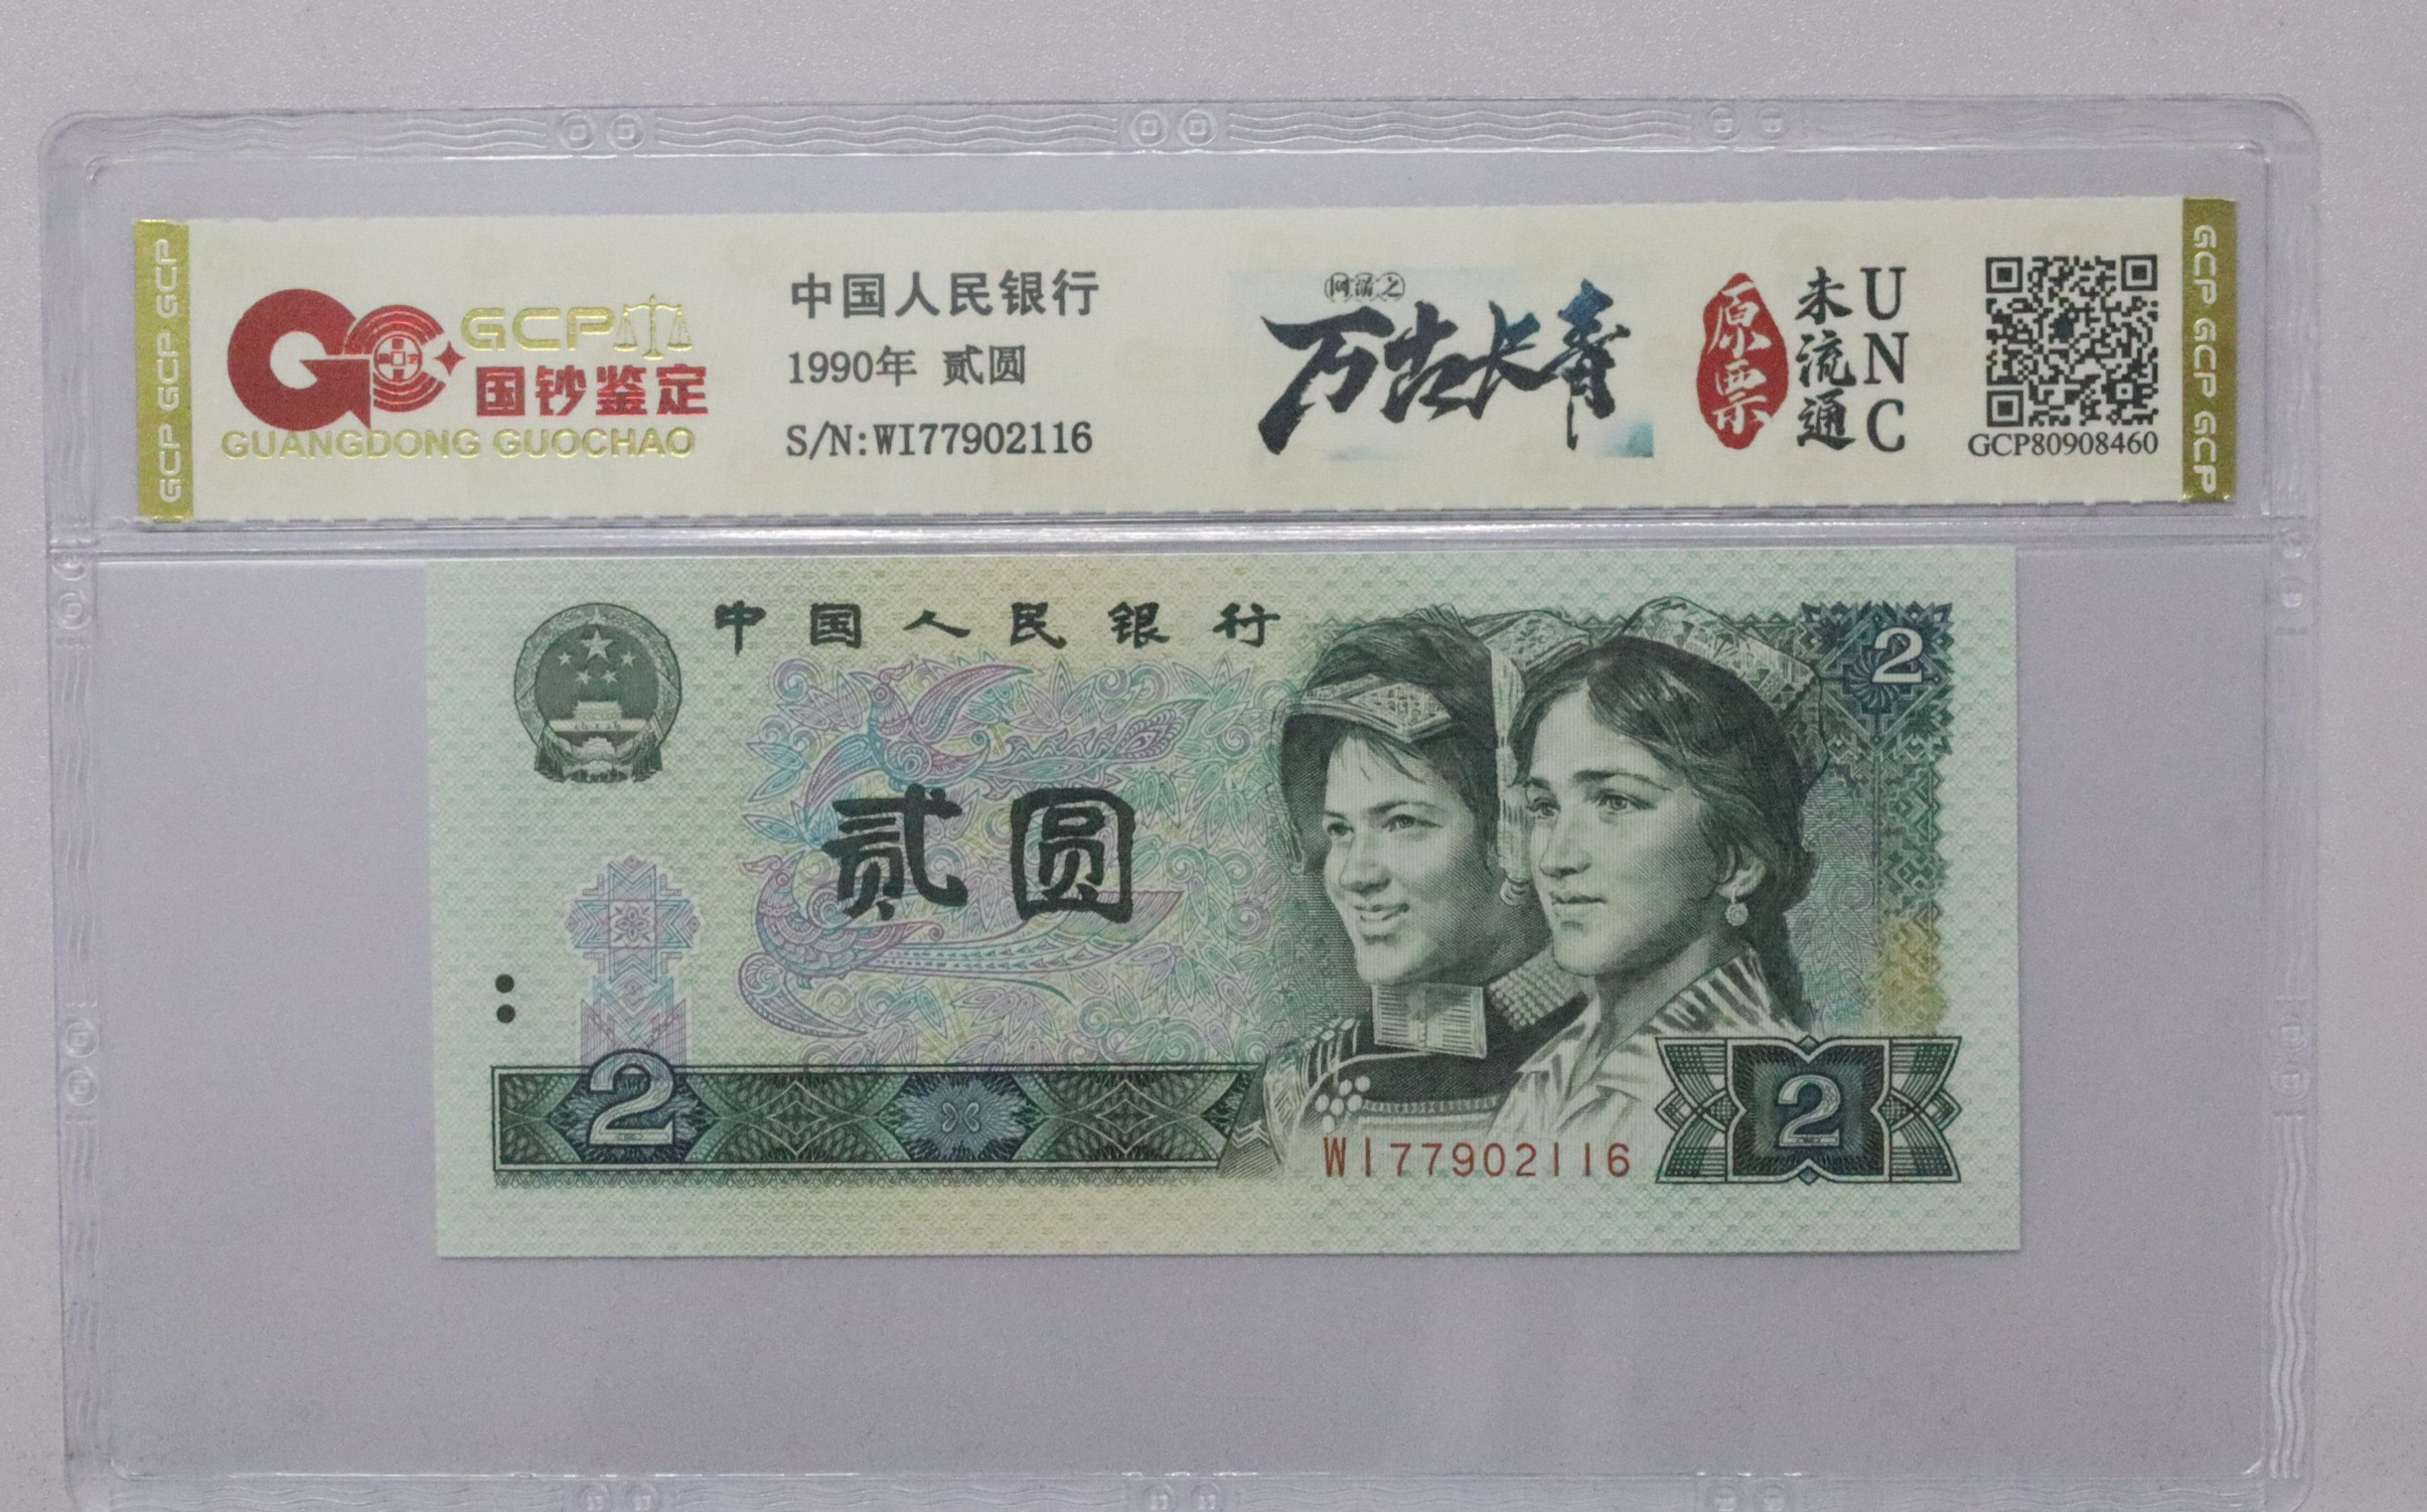 GCP GCP GCP
GCP
国钞鉴定
GUANGDONG GUOCHAO
中国人民银行
1990年 贰圆
S/N:WI77902116
万古长青
原票
未流通
UNC
GCP80908460
GCP GCP GCP
中国人民银行
2
贰圆
2
WI77902116
2